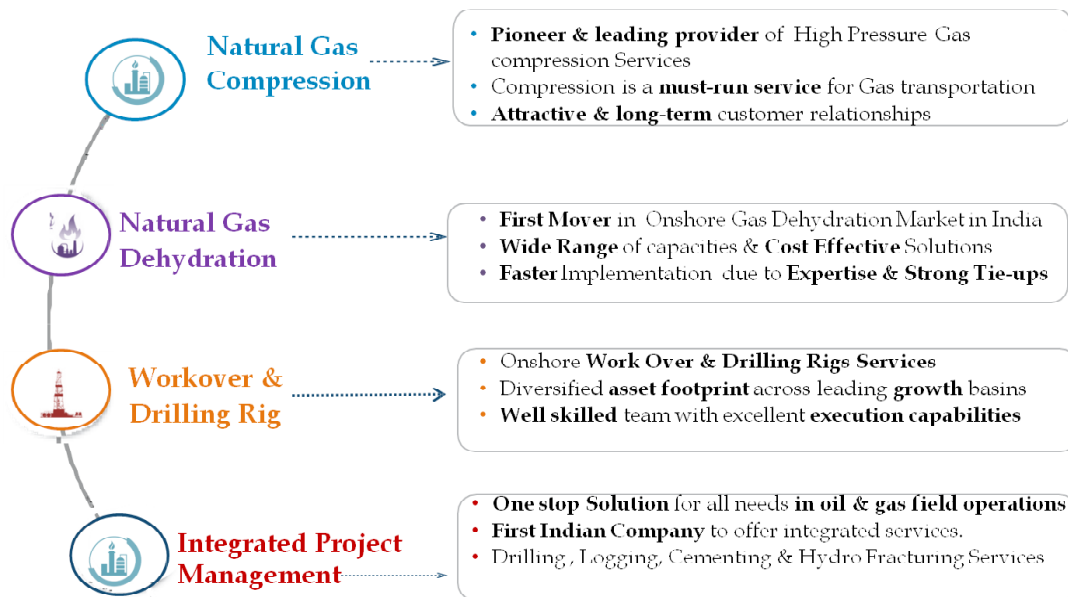 Natural Gas
Compression
• Pioneer & leading provider of High Pressure Gas
compression Services
• Compression is a must-run service for Gas transportation
• Attractive & long-term customer relationships
Natural Gas
Dehydration
• First Mover in Onshore Gas Dehydration Market in India
• Wide Range of capacities & Cost Effective Solutions
• Faster Implementation due to Expertise & Strong Tie-ups
Workover &
Drilling Rig
• Onshore Work Over & Drilling Rigs Services
• Diversified asset footprint across leading growth basins
• Well skilled team with excellent execution capabilities
Integrated Project
Management
• One stop Solution for all needs in oil & gas field operations
• First Indian Company to offer integrated services.
• Drilling , Logging, Cementing & Hydro Fracturing Services